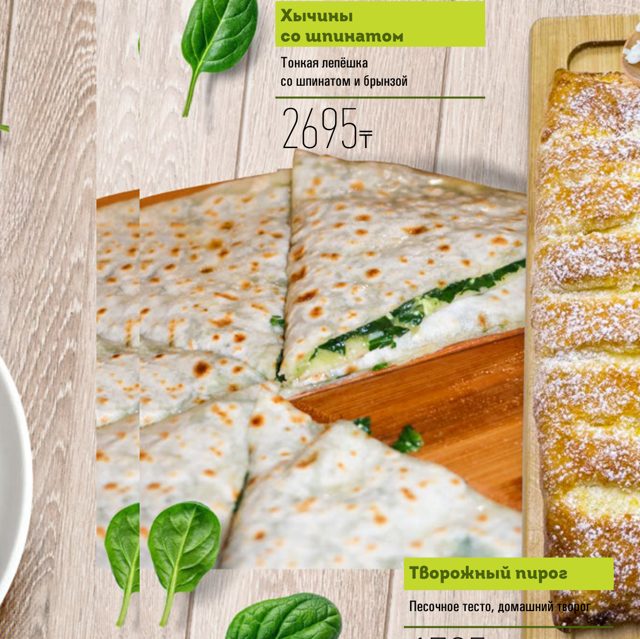 Хычины
со шпинатом
Тонкая лепёшка
со шпинатом и брынзой
2695₸
Творожный пирог
Песочное тесто, домашний творог